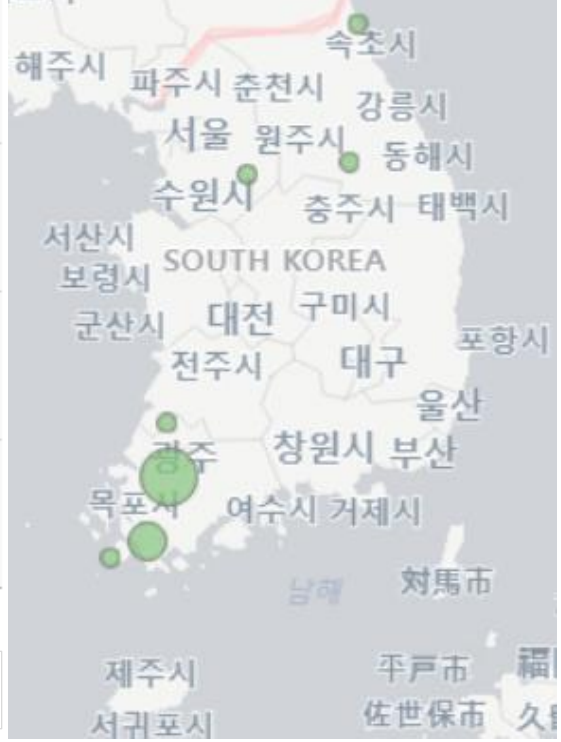 속초시
해주시
파주시 춘천시
강릉시
서울 원주시
동해시
수원시
충주시 태백시
서산시
SOUTH KOREA
보령시
대전 구미시
군산시
포항시
전주시 대구
울산
광주 창원시 부산
목포시 여수시 거제시
남해 対馬市
제주시 平戸市 福
서귀포시 佐世保市 久